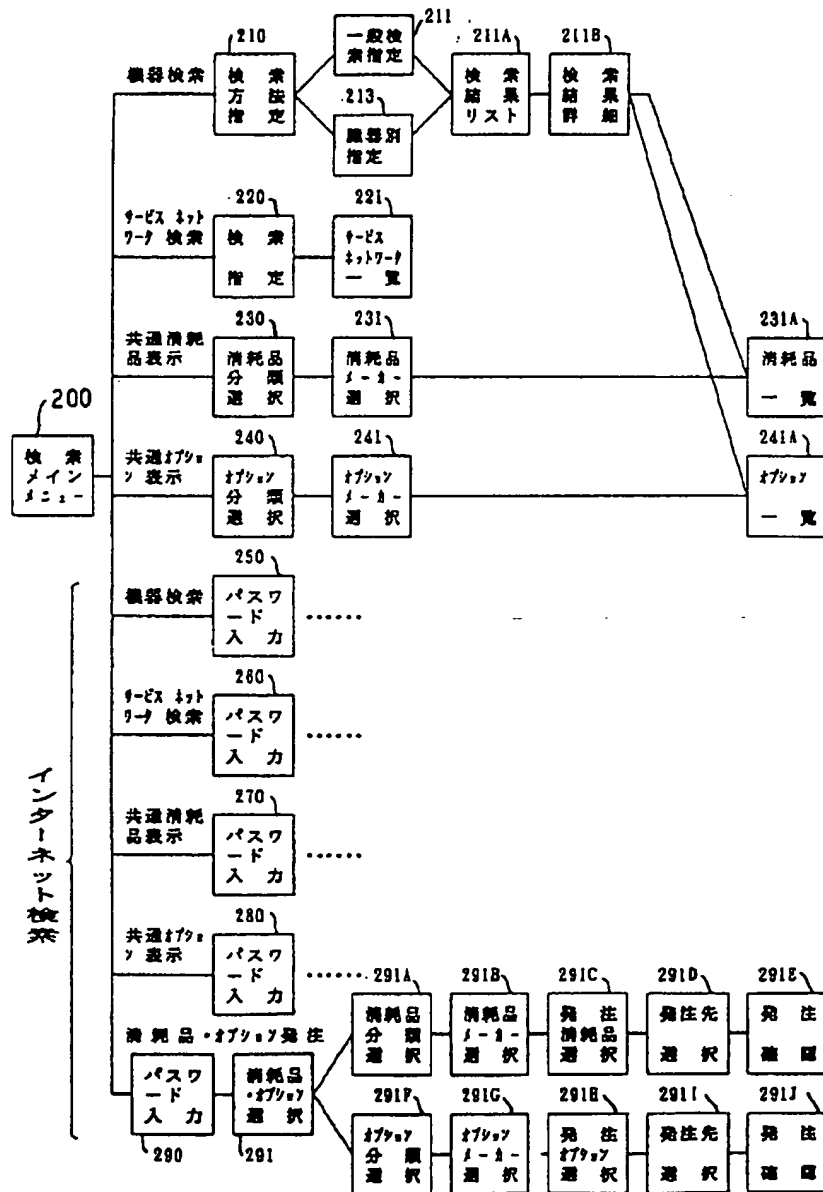 210
211
211A
211B
機器検索
検索
方法
指定
一般検
索指定
213
臓器別
指定
検索
結果
リスト
検索
結果
詳細
220
221
サービス ネット
ワーク 検索
検索
指定
サービス
ネットワーク
一覧
230
231
231A
共通消耗
品表示
消耗品
分類
選択
消耗品
メーカー
選択
消耗品
一覧
200
検索
メイン
メニュー
240
241
241A
共通オプショ
ン 表示
オプション
分類
選択
オプション
メーカー
選択
オプション
一覧
250
機器検索
パスワ
ード
入力
……
260
サービス ネット
ワーク 検索
パスワ
ード
入力
……
インターネット検索
270
共通消耗
品表示
パスワ
ード
入力
……
280
共通オプショ
ン 表示
パスワ
ード
入力
……
消耗品・オプション発注
パスワ
ード
入力
290
消耗品
・オプション
選択
291
291A
291B
291C
291D
291E
消耗品
分類
選択
消耗品
メーカー
選択
発注
消耗品
選択
発注先
選択
発注
確認
291F
291G
291H
291I
291J
オプション
分類
選択
オプション
メーカー
選択
発注
オプション
選択
発注先
選択
発注
確認